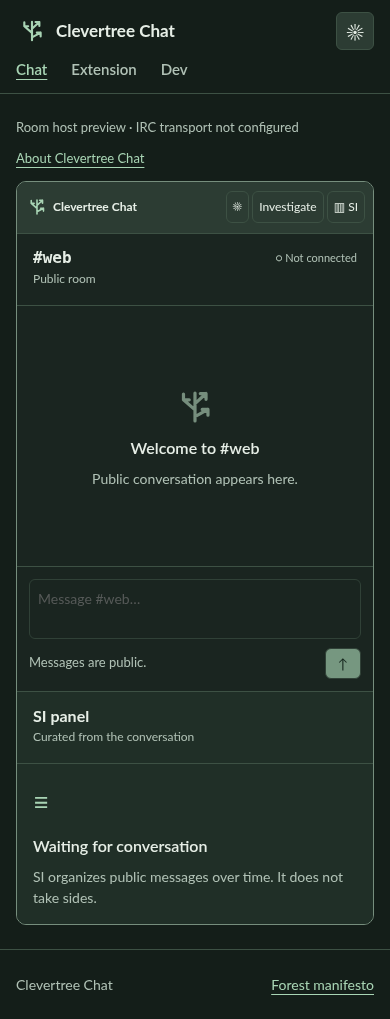 Clevertree Chat
Chat Extension Dev
Room host preview · IRC transport not configured
About Clevertree Chat
Clevertree Chat
Investigate
SI
#web
Not connected
Public room
Welcome to #web
Public conversation appears here.
Message #web...
Messages are public.
↑
SI panel
Curated from the conversation
Waiting for conversation
SI organizes public messages over time. It does not
take sides.
Clevertree Chat
Forest manifesto